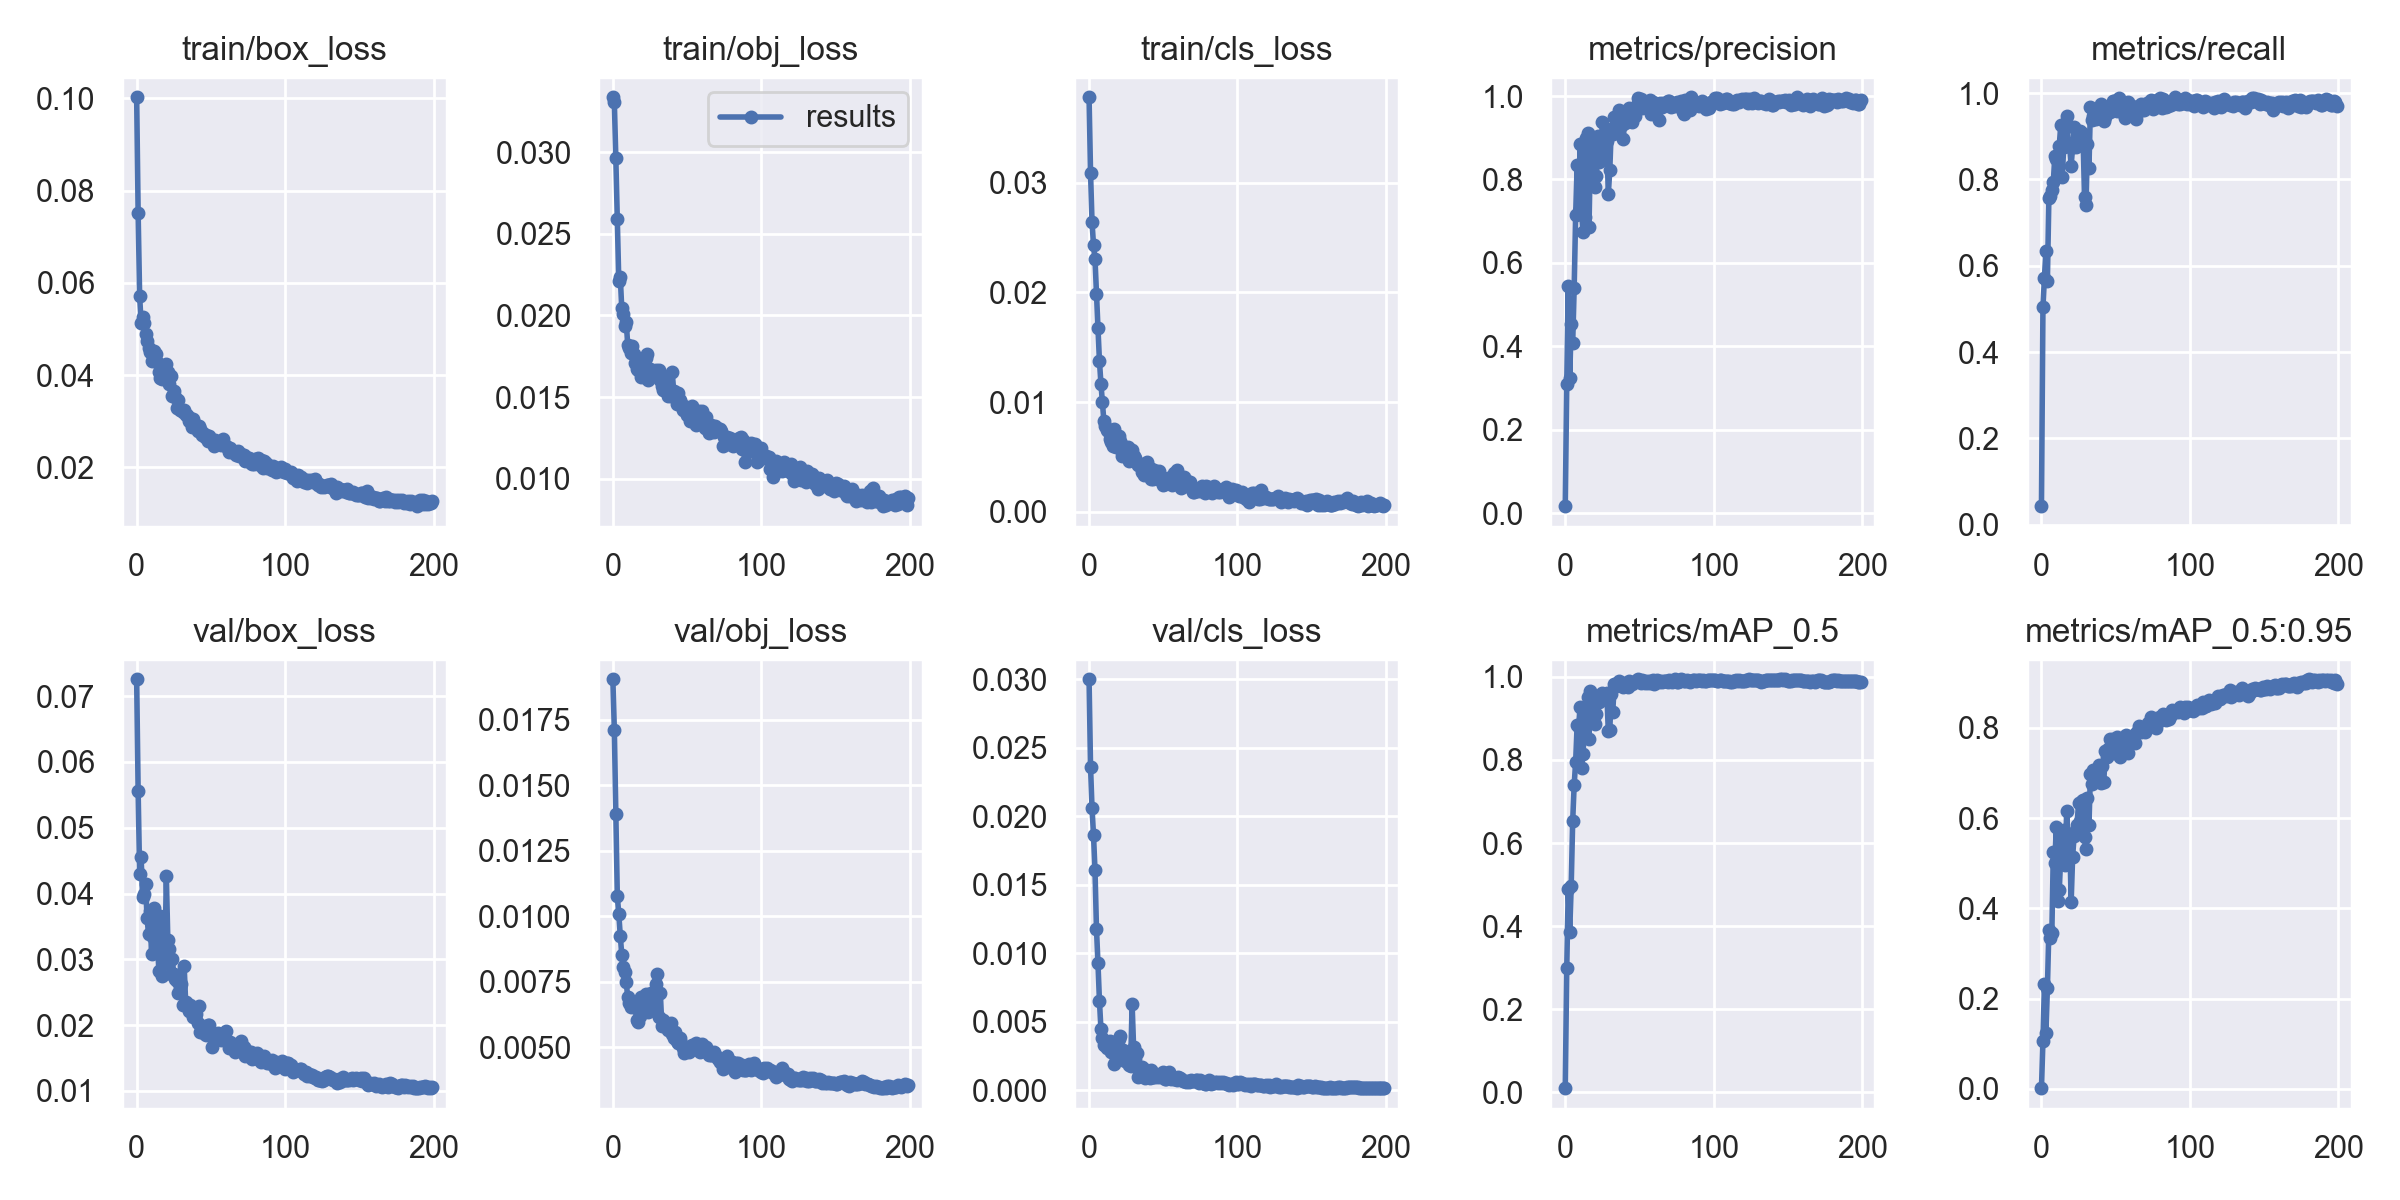 train/box_loss
0.10
0.08
0.06
0.04
0.02
0 100 200
train/obj_loss
results
0.030
0.025
0.020
0.015
0.010
0 100 200
train/cls_loss
0.03
0.02
0.01
0.00
0 100 200
metrics/precision
1.0
0.8
0.6
0.4
0.2
0.0
0 100 200
metrics/recall
1.0
0.8
0.6
0.4
0.2
0.0
0 100 200
val/box_loss
0.07
0.06
0.05
0.04
0.03
0.02
0.01
0 100 200
val/obj_loss
0.0175
0.0150
0.0125
0.0100
0.0075
0.0050
0 100 200
val/cls_loss
0.030
0.025
0.020
0.015
0.010
0.005
0.000
0 100 200
metrics/mAP_0.5
1.0
0.8
0.6
0.4
0.2
0.0
0 100 200
metrics/mAP_0.5:0.95
0.8
0.6
0.4
0.2
0.0
0 100 200